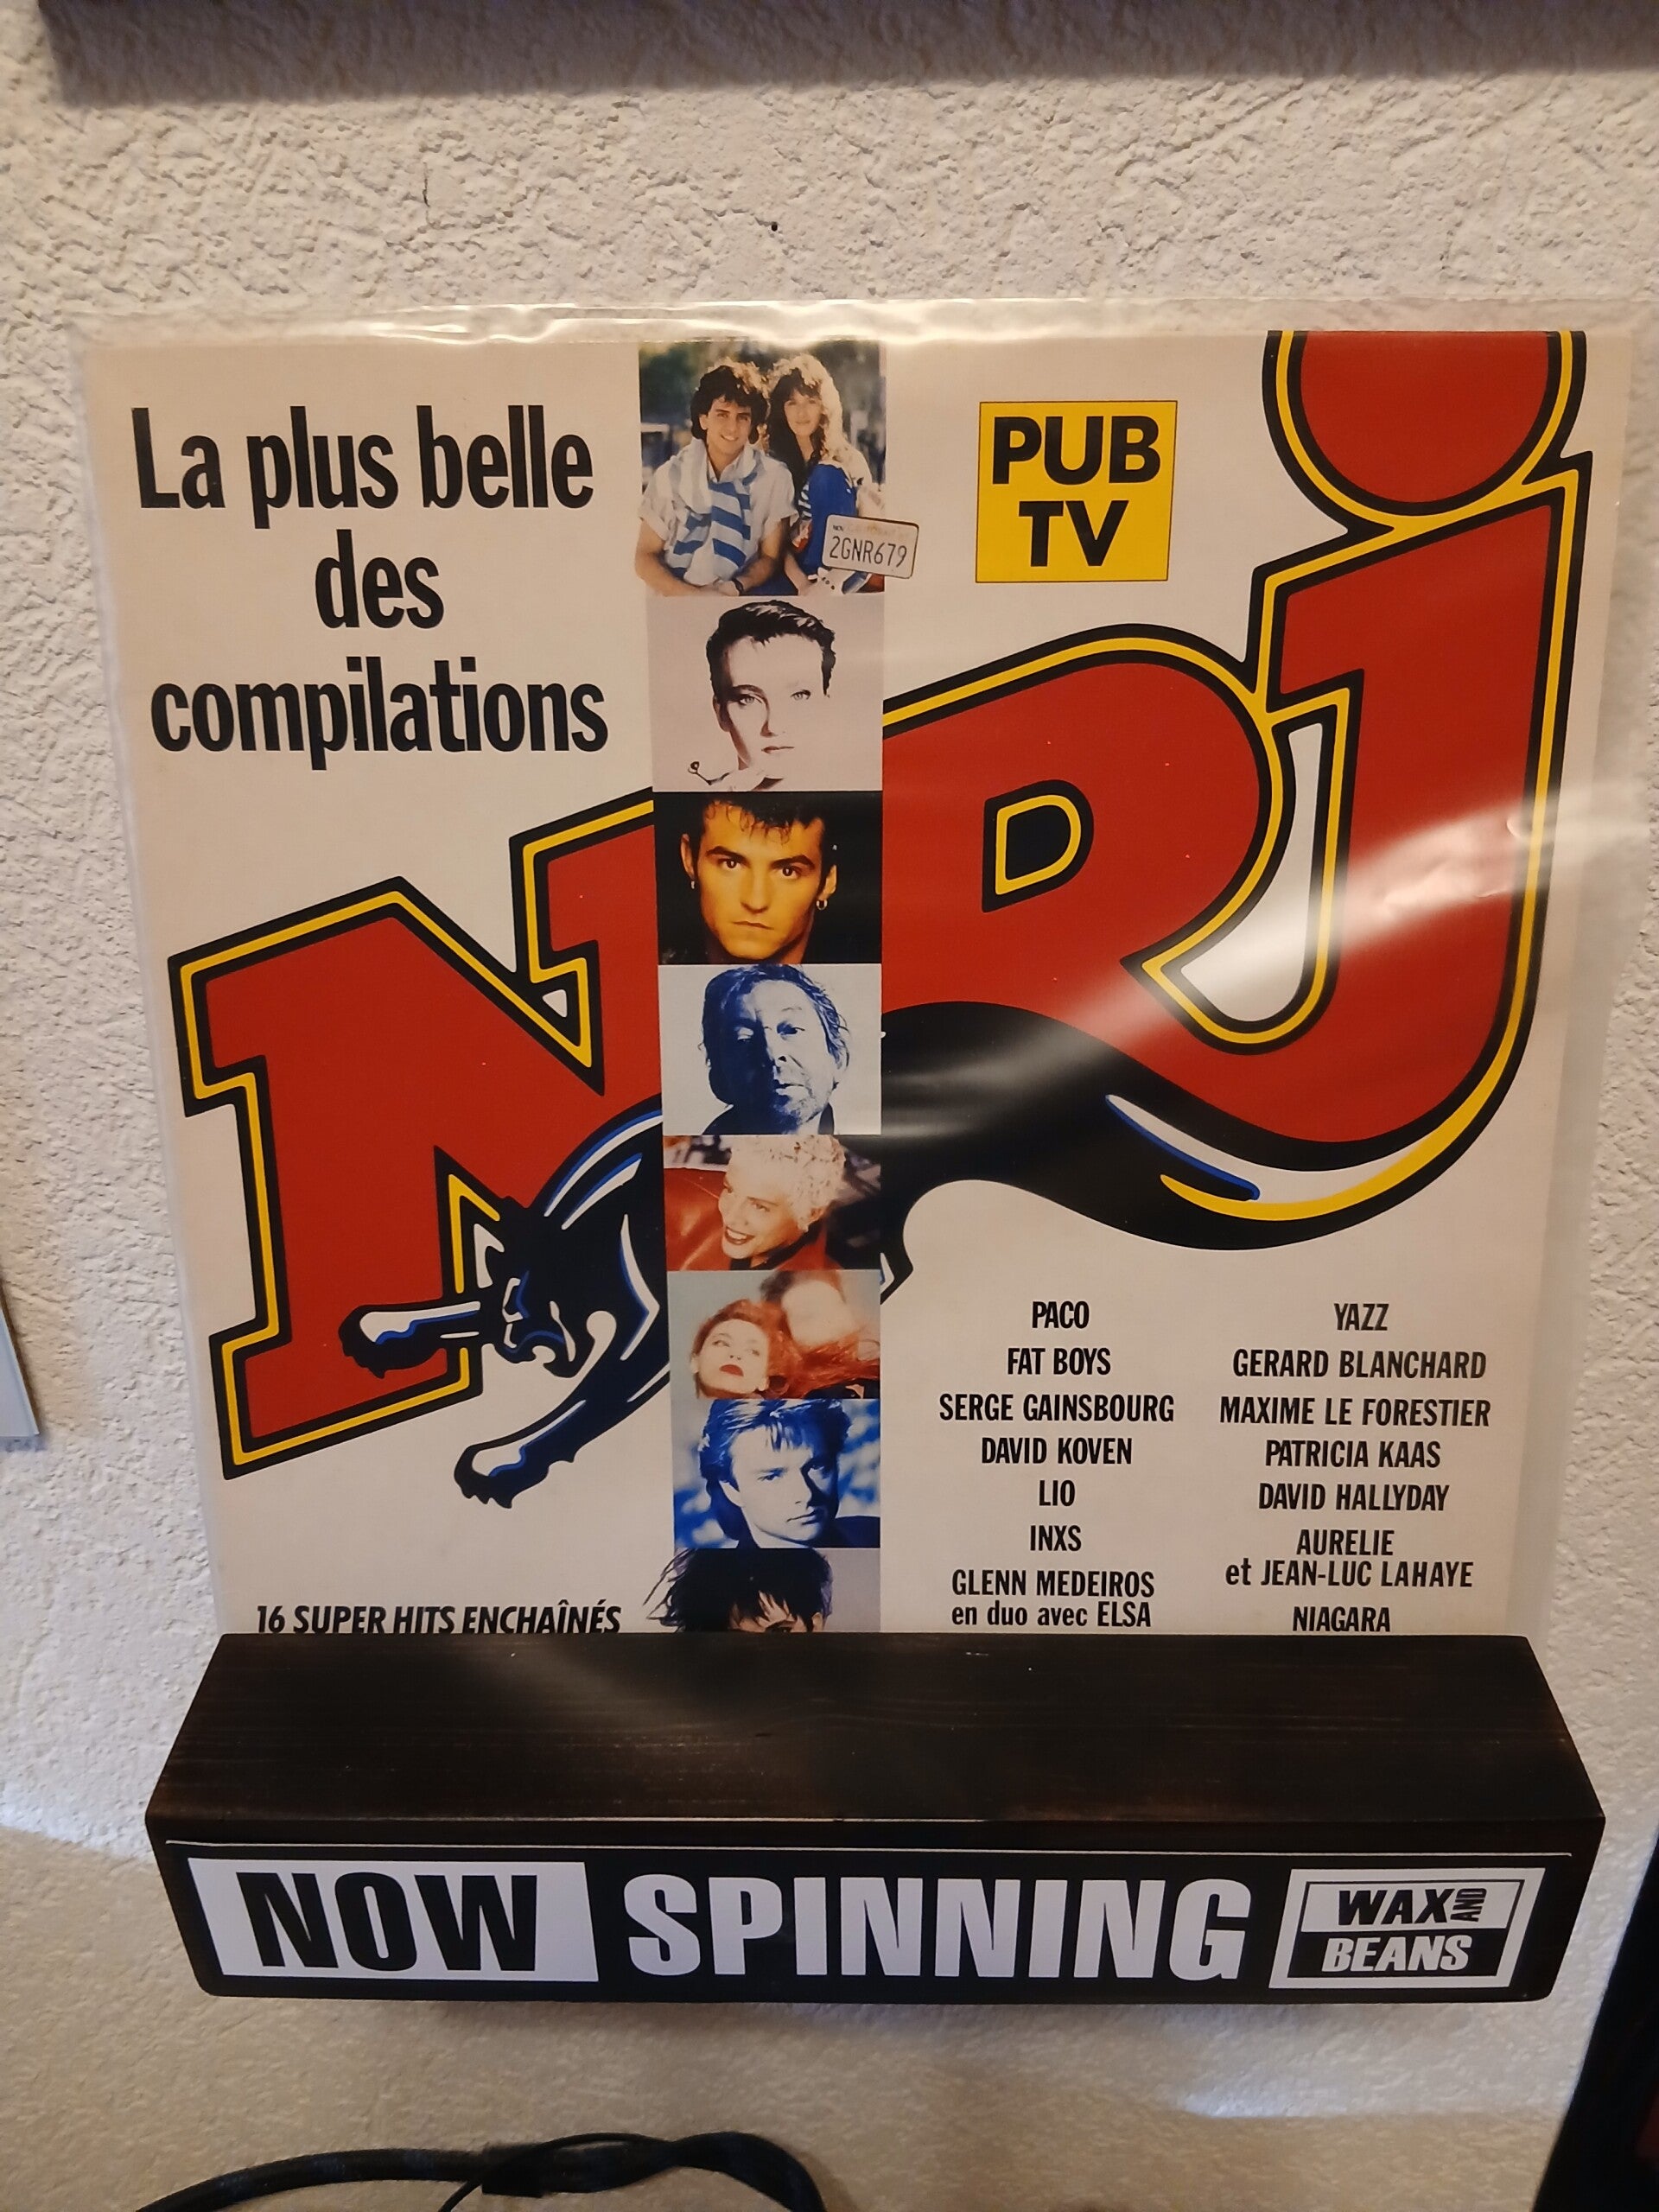 La plus belle
des
compilations
PUB
TV
2GNR679
NRJ
PACO
FAT BOYS
SERGE GAINSBOURG
DAVID KOVEN
LIO
INXS
GLENN MEDEIROS
en duo avec ELSA
YAZZ
GERARD BLANCHARD
MAXIME LE FORESTIER
PATRICIA KAAS
DAVID HALLYDAY
AURELIE
et JEAN-LUC LAHAYE
NIAGARA
16 SUPER HITS ENCHAÎNÉS
NOW SPINNING
WAX AND
BEANS